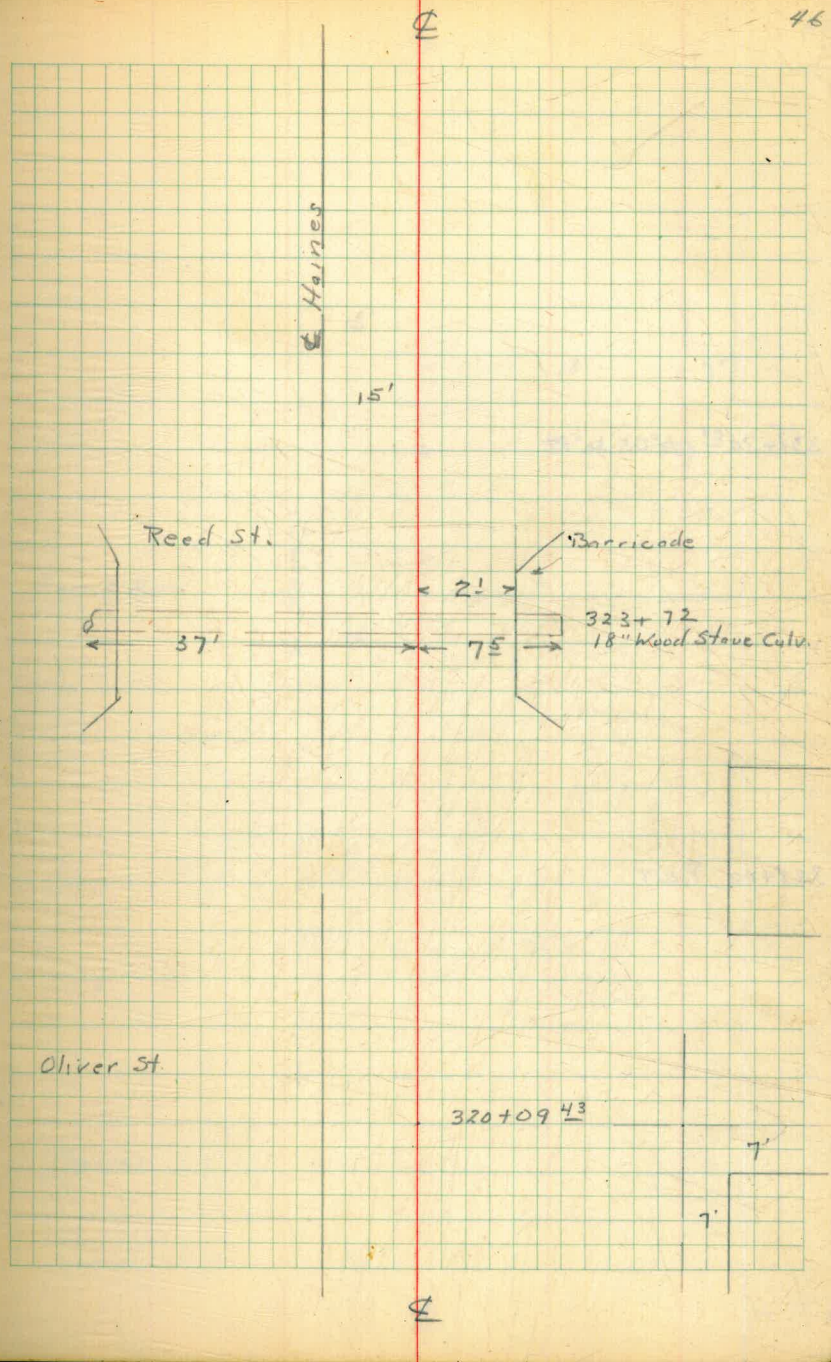 ℄
46
℄ Haines
15'
Reed St.
Barricade
2!
323+72
18" Wood Stave Culv.
37'
7 5
Oliver St.
320+09 43
7'
7'
℄